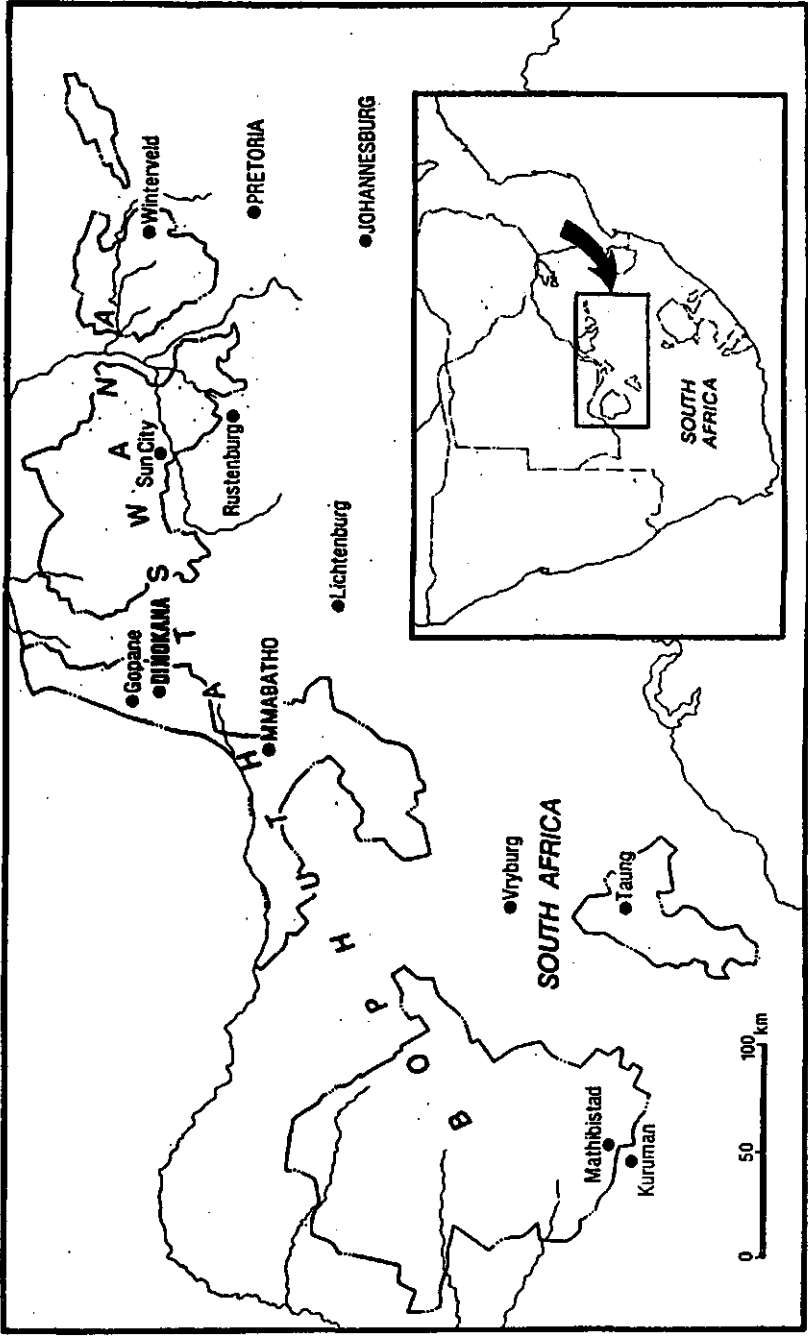 BOPHUTHATSWANA
Winterveld
PRETORIA
JOHANNESBURG
Sun City
Rustenburg
Gopane
DINOKANA
Lichtenburg
MMABATHO
Vryburg
SOUTH AFRICA
Taung
Mathibistad
Kuruman
0 50 100 km
SOUTH
AFRICA